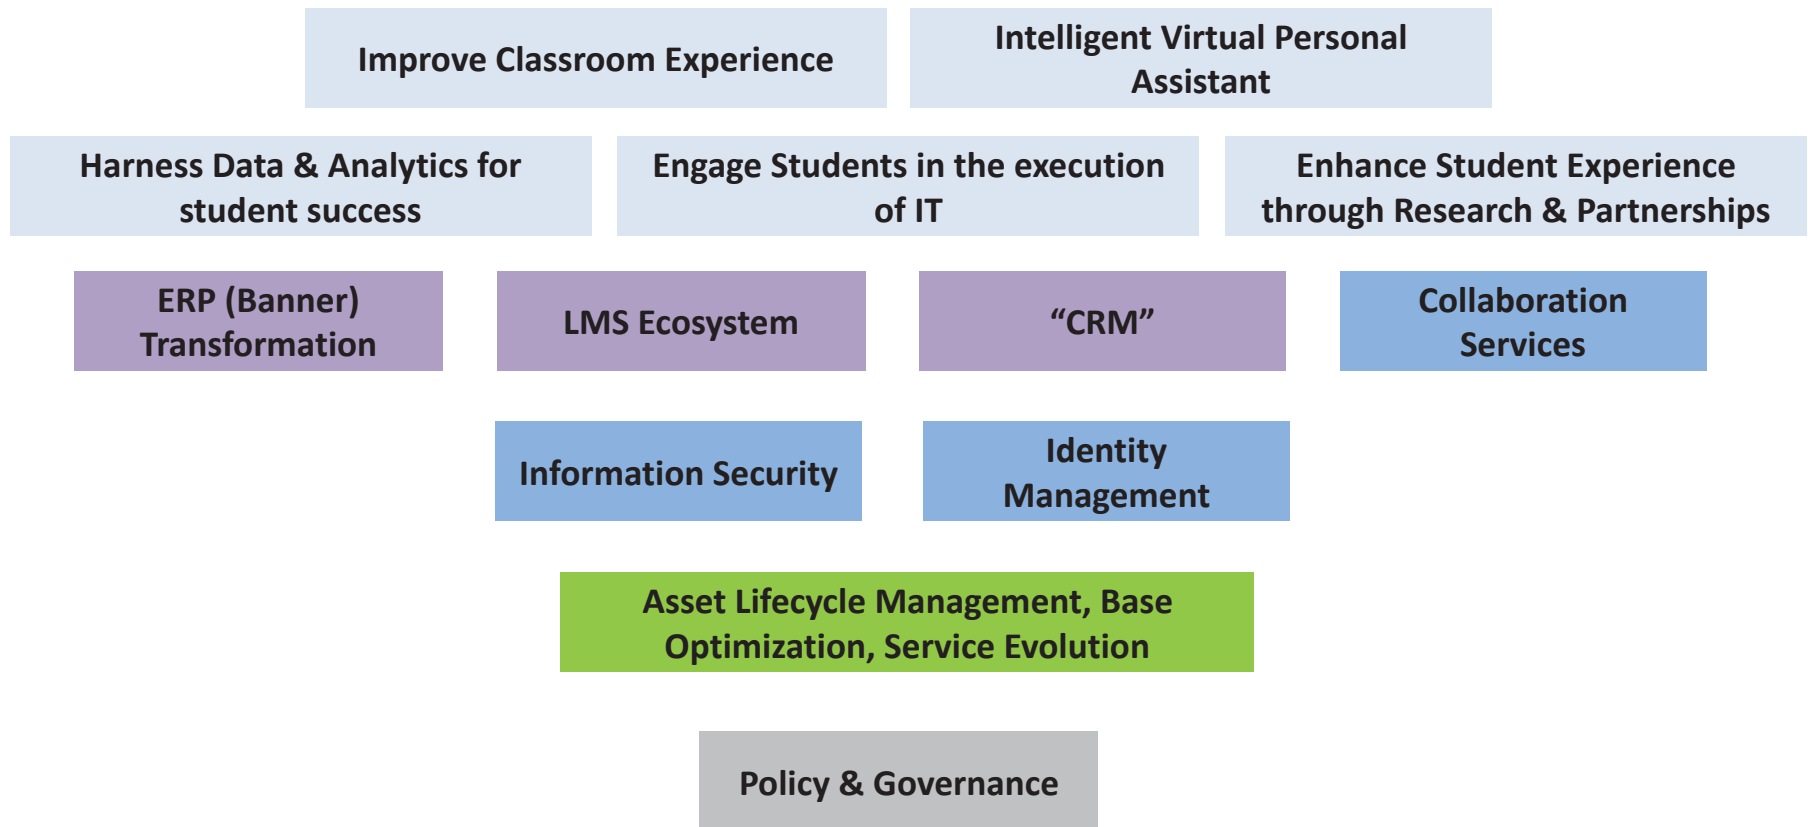 Improve Classroom Experience
Intelligent Virtual Personal
Assistant
Harness Data & Analytics for
student success
Engage Students in the execution
of IT
Enhance Student Experience
through Research & Partnerships
ERP (Banner)
Transformation
LMS Ecosystem
“CRM”
Collaboration
Services
Information Security
Identity
Management
Asset Lifecycle Management, Base
Optimization, Service Evolution
Policy & Governance